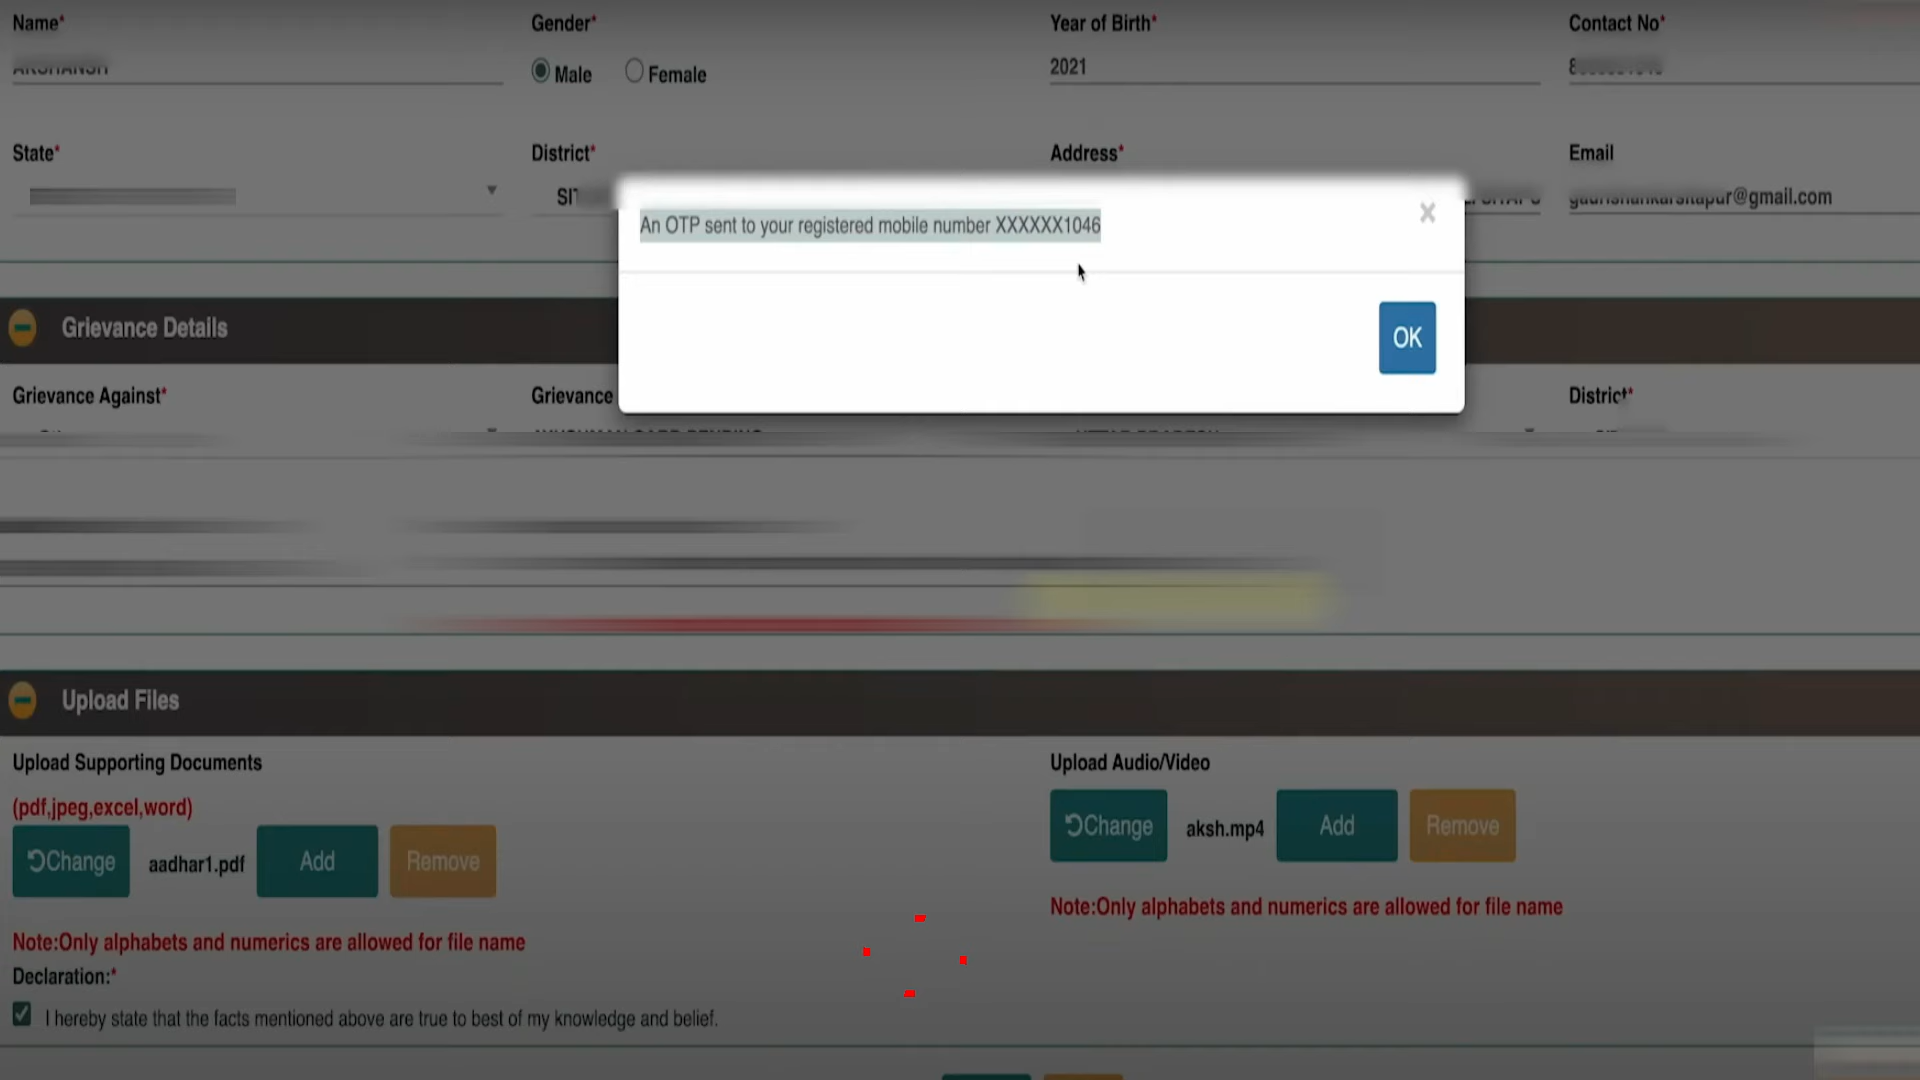 Name* Gender* Year of Birth* Contact No*
Male Female 2021
State* District* Address* Email
An OTP sent to your registered mobile number XXXXXX1046 ×
OK
Grievance Details
Grievance Against* Grievance District*
Upload Files
Upload Supporting Documents Upload Audio/Video
(pdf,jpeg,excel,word)
Change aadhar1.pdf Add Remove
Change aksh.mp4 Add Remove
Note:Only alphabets and numerics are allowed for file name
Note:Only alphabets and numerics are allowed for file name
Declaration:*
I hereby state that the facts mentioned above are true to best of my knowledge and belief.